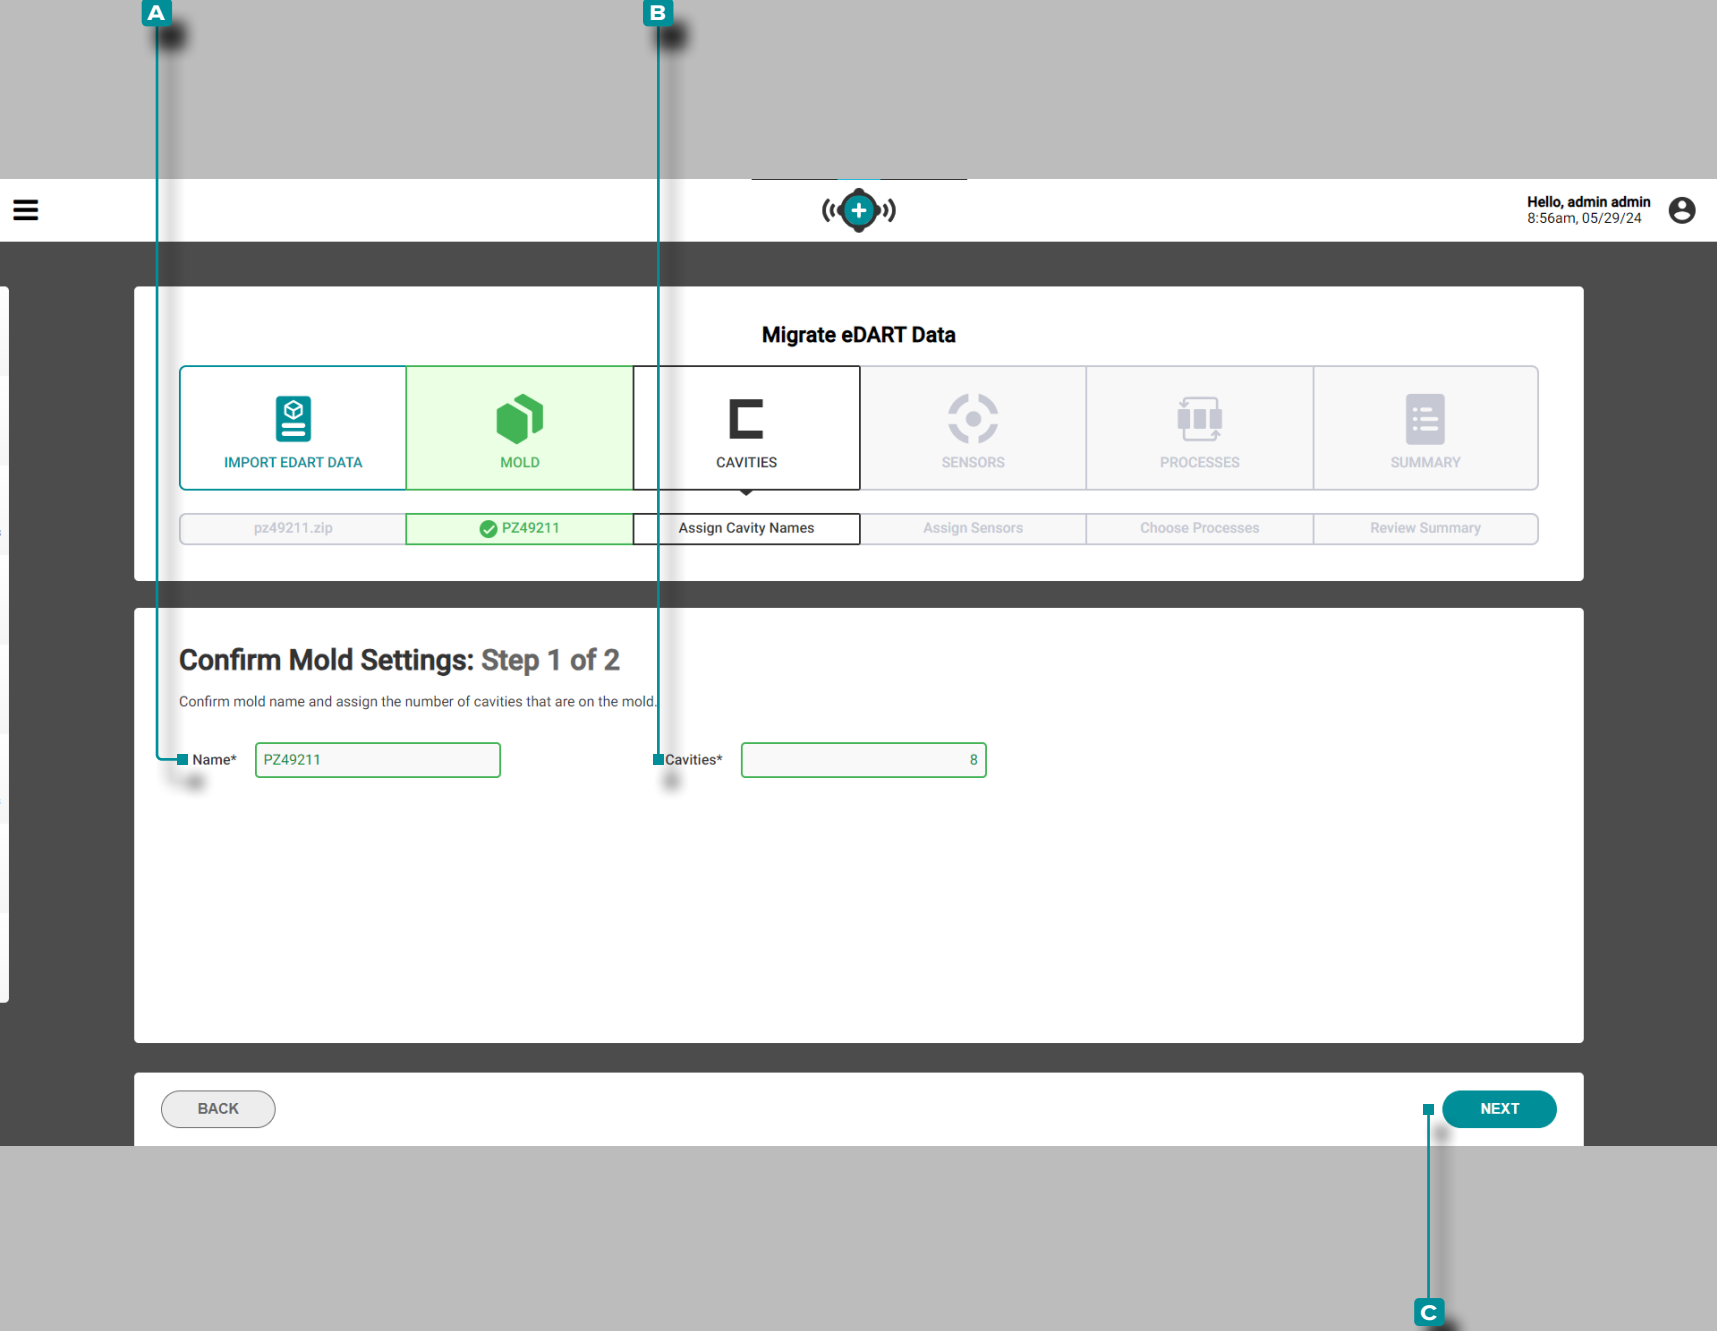 A
B
Hello, admin admin
8:56am, 05/29/24
Migrate eDART Data
IMPORT EDART DATA
MOLD
CAVITIES
SENSORS
PROCESSES
SUMMARY
pz49211.zip
PZ49211
Assign Cavity Names
Assign Sensors
Choose Processes
Review Summary
Confirm Mold Settings: Step 1 of 2
Confirm mold name and assign the number of cavities that are on the mold.
Name* PZ49211
Cavities* 8
BACK
NEXT
C